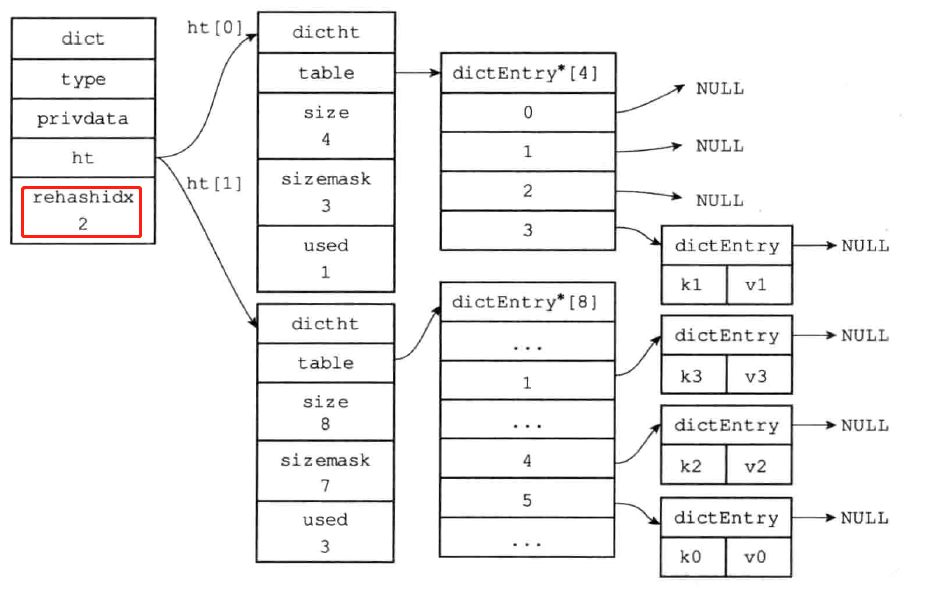 dict
type
privdata
ht
rehashidx
2
ht[0]
ht[1]
dictht
table
size
4
sizemask
3
used
1
dictEntry*[4]
0
1
2
3
NULL
NULL
NULL
dictEntry
k1
v1
NULL
dictht
table
size
8
sizemask
7
used
3
dictEntry*[8]
...
1
...
4
5
...
dictEntry
k3
v3
NULL
dictEntry
k2
v2
NULL
dictEntry
k0
v0
NULL